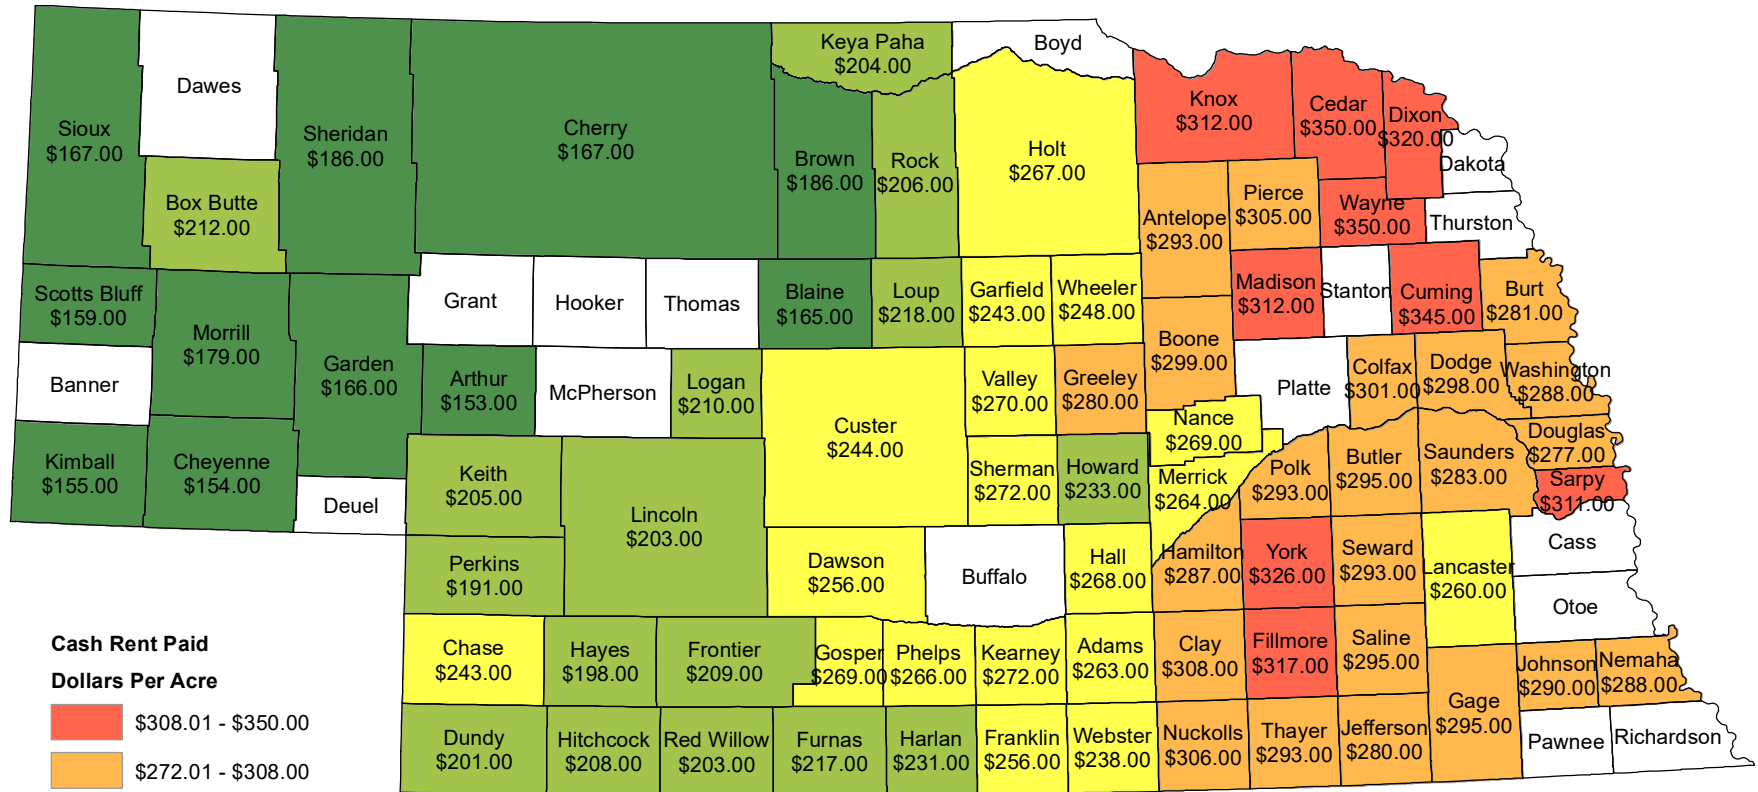 Keya Paha
$204.00
Boyd
Dawes
Sioux
$167.00
Sheridan
$186.00
Cherry
$167.00
Brown
$186.00
Rock
$206.00
Holt
$267.00
Knox
$312.00
Cedar
$350.00
Dixon
$320.00
Dakota
Box Butte
$212.00
Antelope
$293.00
Pierce
$305.00
Wayne
$350.00
Thurston
Scotts Bluff
$159.00
Morrill
$179.00
Garden
$166.00
Grant
Hooker
Thomas
Blaine
$165.00
Loup
$218.00
Garfield
$243.00
Wheeler
$248.00
Boone
$299.00
Madison
$312.00
Stanton
Cuming
$345.00
Burt
$281.00
Banner
Arthur
$153.00
McPherson
Logan
$210.00
Custer
$244.00
Valley
$270.00
Greeley
$280.00
Nance
$269.00
Platte
Colfax
$301.00
Dodge
$298.00
Washington
$288.00
Kimball
$155.00
Cheyenne
$154.00
Deuel
Keith
$205.00
Lincoln
$203.00
Sherman
$272.00
Howard
$233.00
Merrick
$264.00
Polk
$293.00
Butler
$295.00
Saunders
$283.00
Douglas
$277.00
Sarpy
$311.00
Perkins
$191.00
Dawson
$256.00
Buffalo
Hall
$268.00
Hamilton
$287.00
York
$326.00
Seward
$293.00
Lancaster
$260.00
Cass
Otoe
Chase
$243.00
Hayes
$198.00
Frontier
$209.00
Gosper
$269.00
Phelps
$266.00
Kearney
$272.00
Adams
$263.00
Clay
$308.00
Fillmore
$317.00
Saline
$295.00
Gage
$295.00
Johnson
$290.00
Nemaha
$288.00
Dundy
$201.00
Hitchcock
$208.00
Red Willow
$203.00
Furnas
$217.00
Harlan
$231.00
Franklin
$256.00
Webster
$238.00
Nuckolls
$306.00
Thayer
$293.00
Jefferson
$280.00
Pawnee
Richardson
Cash Rent Paid
Dollars Per Acre
$308.01 - $350.00
$272.01 - $308.00